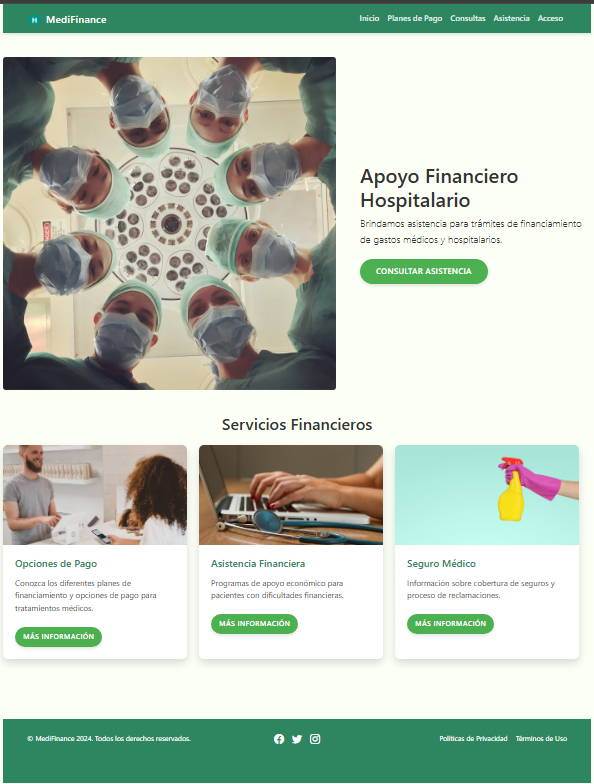 H MediFinance
Inicio Planes de Pago Consultas Asistencia Acceso
Apoyo Financiero
Hospitalario
Brindamos asistencia para trámites de financiamiento
de gastos médicos y hospitalarios.
CONSULTAR ASISTENCIA
Servicios Financieros
Opciones de Pago
Conozca los diferentes planes de
financiamiento y opciones de pago para
tratamientos médicos.
MÁS INFORMACIÓN
Asistencia Financiera
Programas de apoyo económico para
pacientes con dificultades financieras.
MÁS INFORMACIÓN
Seguro Médico
Información sobre cobertura de seguros y
proceso de reclamaciones.
MÁS INFORMACIÓN
© MediFinance 2024. Todos los derechos reservados.
Políticas de Privacidad Términos de Uso